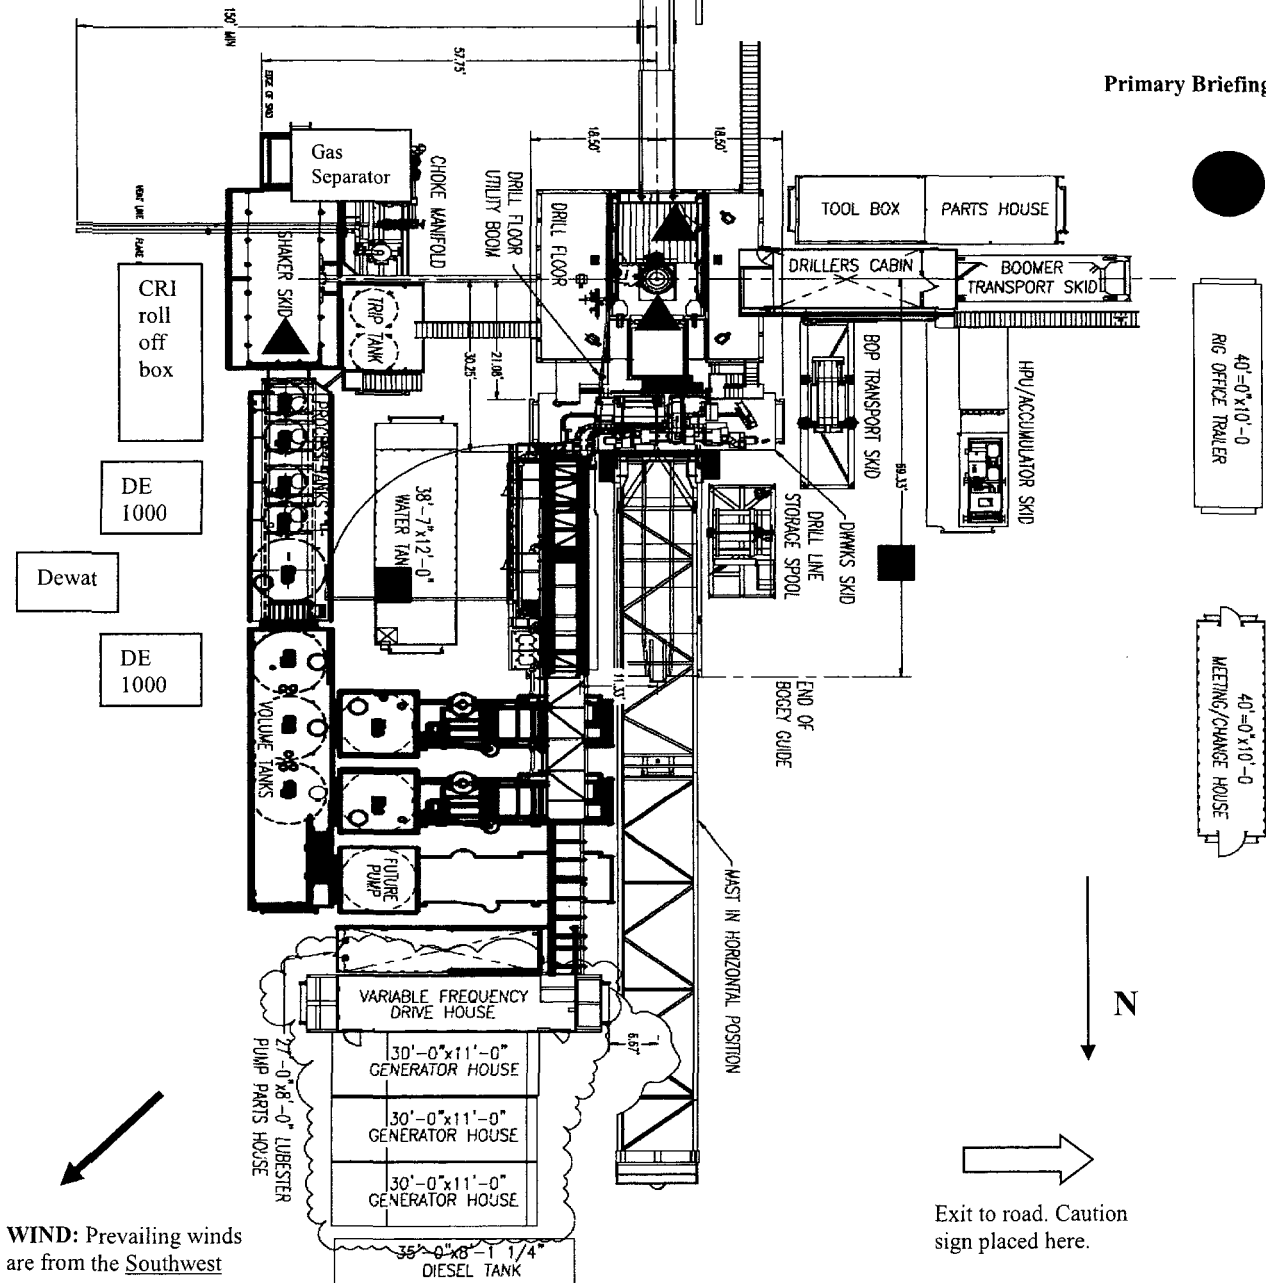 150' MIN
57.75'
EDGE OF SKID
Primary Briefing
18.50'
18.50'
Gas
Separator
CHOKE MANIFOLD
DRILL FLOOR
UTILITY BOOM
DRILL FLOOR
TOOL BOX
PARTS HOUSE
VENT LINE
FLARE
SHAKER SKID
DRILLERS CABIN
BOOMER
TRANSPORT SKID
CRI
roll
off
box
TRIP TANK
30.25'
21.08'
BOP TRANSPORT SKID
HPU/ACCUMULATOR SKID
40'=0"x10'-0
RIG OFFICE TRAILER
PROCESS TANKS
DE
1000
38'-7"x12'-0"
WATER TAN
69.33'
DRILL LINE
STORAGE SPOOL
DWWKS SKID
Dewat
DE
1000
11.33'
END OF
BOGEY GUIDE
40'=0"x10'-0
MEETING/CHANGE HOUSE
VOLUME TANKS
FUTURE
PUMP
MAST IN HORIZONTAL POSITION
VARIABLE FREQUENCY
DRIVE HOUSE
N
6.67'
30'-0"x11'-0"
GENERATOR HOUSE
27'-0"x8'-0" LUBESTER
PUMP PARTS HOUSE
30'-0"x11'-0"
GENERATOR HOUSE
30'-0"x11'-0"
GENERATOR HOUSE
Exit to road. Caution
sign placed here.
WIND: Prevailing winds
are from the Southwest
35'-0"x8'-1 1/4"
DIESEL TANK